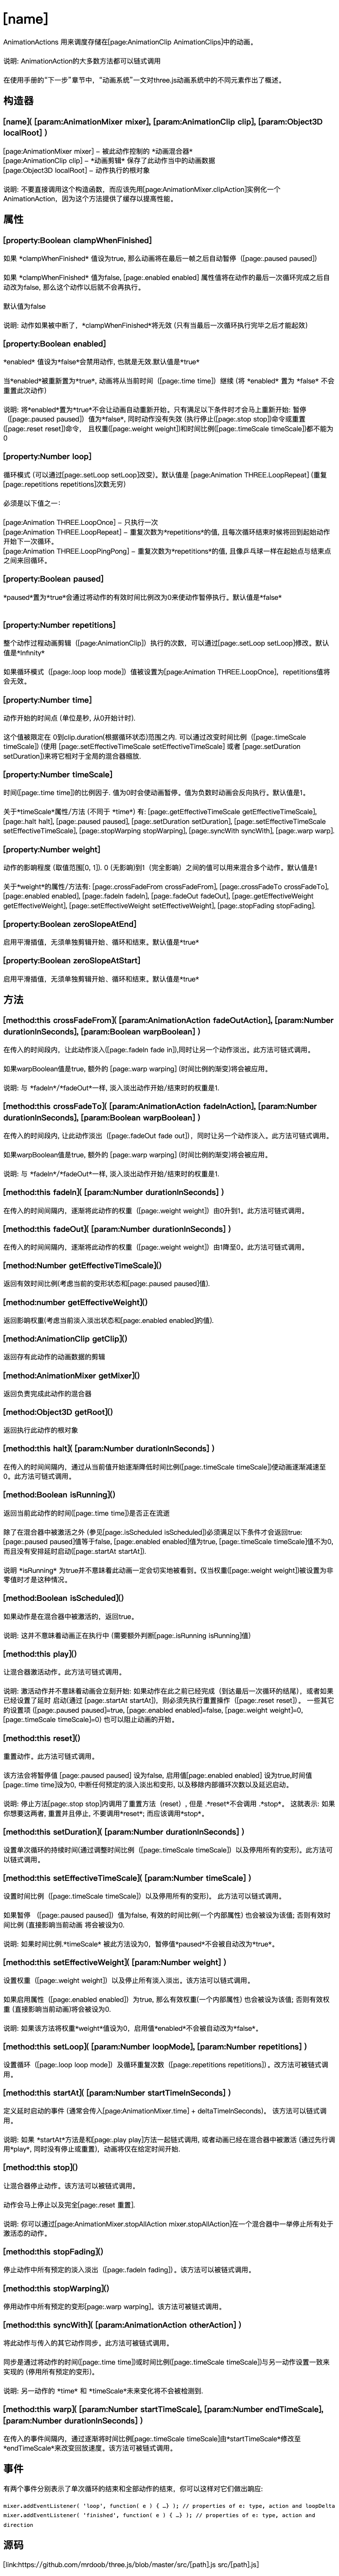 [name]
AnimationActions 用来调度存储在[page:AnimationClip AnimationClips]中的动画。
说明: AnimationAction的大多数方法都可以链式调用
在使用手册的“下一步”章节中，“动画系统”一文对three.js动画系统中的不同元素作出了概述。
构造器
[name]( [param:AnimationMixer mixer], [param:AnimationClip clip], [param:Object3D
localRoot] )
[page:AnimationMixer mixer] - 被此动作控制的 *动画混合器*
[page:AnimationClip clip] - *动画剪辑* 保存了此动作当中的动画数据
[page:Object3D localRoot] - 动作执行的根对象
说明: 不要直接调用这个构造函数，而应该先用[page:AnimationMixer.clipAction]实例化一个
AnimationAction，因为这个方法提供了缓存以提高性能。
属性
[property:Boolean clampWhenFinished]
如果 *clampWhenFinished* 值设为true, 那么动画将在最后一帧之后自动暂停（[page:.paused paused]）
如果 *clampWhenFinished* 值为false, [page:.enabled enabled] 属性值将在动作的最后一次循环完成之后自
动改为false, 那么这个动作以后就不会再执行。
默认值为false
说明: 动作如果被中断了，*clampWhenFinished*将无效 (只有当最后一次循环执行完毕之后才能起效)
[property:Boolean enabled]
*enabled* 值设为*false*会禁用动作, 也就是无效.默认值是*true*
当*enabled*被重新置为*true*, 动画将从当前时间（[page:.time time]）继续 (将 *enabled* 置为 *false* 不会
重置此次动作)
说明: 将*enabled*置为*true*不会让动画自动重新开始。只有满足以下条件时才会马上重新开始: 暂停
（[page:.paused paused]）值为*false*, 同时动作没有失效 (执行停止([page:.stop stop])命令或重置
([page:.reset reset])命令， 且权重([page:.weight weight])和时间比例([page:.timeScale timeScale])都不能为
0
[property:Number loop]
循环模式 (可以通过[page:.setLoop setLoop]改变)。默认值是 [page:Animation THREE.LoopRepeat] (重复
[page:.repetitions repetitions]次数无穷)
必须是以下值之一：
[page:Animation THREE.LoopOnce] - 只执行一次
[page:Animation THREE.LoopRepeat] - 重复次数为*repetitions*的值, 且每次循环结束时候将回到起始动作
开始下一次循环。
[page:Animation THREE.LoopPingPong] - 重复次数为*repetitions*的值, 且像乒乓球一样在起始点与结束点
之间来回循环。
[property:Boolean paused]
*paused*置为*true*会通过将动作的有效时间比例改为0来使动作暂停执行。默认值是*false*
[property:Number repetitions]
整个动作过程动画剪辑（[page:AnimationClip]）执行的次数，可以通过[page:.setLoop setLoop]修改。默认
值是*Infinity*
如果循环模式（[page:.loop loop mode]）值被设置为[page:Animation THREE.LoopOnce]，repetitions值将
会无效。
[property:Number time]
动作开始的时间点 (单位是秒, 从0开始计时).
这个值被限定在 0到clip.duration(根据循环状态)范围之内. 可以通过改变时间比例（[page:.timeScale
timeScale]) (使用 [page:.setEffectiveTimeScale setEffectiveTimeScale] 或者 [page:.setDuration
setDuration])来将它相对于全局的混合器缩放.
[property:Number timeScale]
时间([page:.time time])的比例因子. 值为0时会使动画暂停。值为负数时动画会反向执行。默认值是1。
关于*timeScale*属性/方法 (不同于 *time*) 有: [page:.getEffectiveTimeScale getEffectiveTimeScale],
[page:.halt halt], [page:.paused paused], [page:.setDuration setDuration], [page:.setEffectiveTimeScale
setEffectiveTimeScale], [page:.stopWarping stopWarping], [page:.syncWith syncWith], [page:.warp warp].
[property:Number weight]
动作的影响程度 (取值范围[0, 1]). 0 (无影响)到1（完全影响）之间的值可以用来混合多个动作。默认值是1
关于*weight*的属性/方法有: [page:.crossFadeFrom crossFadeFrom], [page:.crossFadeTo crossFadeTo],
[page:.enabled enabled], [page:.fadeIn fadeIn], [page:.fadeOut fadeOut], [page:.getEffectiveWeight
getEffectiveWeight], [page:.setEffectiveWeight setEffectiveWeight], [page:.stopFading stopFading].
[property:Boolean zeroSlopeAtEnd]
启用平滑插值，无须单独剪辑开始、循环和结束。默认值是*true*
[property:Boolean zeroSlopeAtStart]
启用平滑插值，无须单独剪辑开始、循环和结束。默认值是*true*
方法
[method:this crossFadeFrom]( [param:AnimationAction fadeOutAction], [param:Number
durationInSeconds], [param:Boolean warpBoolean] )
在传入的时间段内，让此动作淡入([page:.fadeIn fade in]),同时让另一个动作淡出。此方法可链式调用。
如果warpBoolean值是true, 额外的 [page:.warp warping] (时间比例的渐变)将会被应用。
说明: 与 *fadeIn*/*fadeOut*一样, 淡入淡出动作开始/结束时的权重是1.
[method:this crossFadeTo]( [param:AnimationAction fadeInAction], [param:Number
durationInSeconds], [param:Boolean warpBoolean] )
在传入的时间段内, 让此动作淡出（[page:.fadeOut fade out])，同时让另一个动作淡入。此方法可链式调用。
如果warpBoolean值是true, 额外的 [page:.warp warping] (时间比例的渐变)将会被应用。
说明: 与 *fadeIn*/*fadeOut*一样, 淡入淡出动作开始/结束时的权重是1.
[method:this fadeIn]( [param:Number durationInSeconds] )
在传入的时间间隔内，逐渐将此动作的权重（[page:.weight weight]）由0升到1。此方法可链式调用。
[method:this fadeOut]( [param:Number durationInSeconds] )
在传入的时间间隔内，逐渐将此动作的权重（[page:.weight weight]）由1降至0。此方法可链式调用。
[method:Number getEffectiveTimeScale]()
返回有效时间比例(考虑当前的变形状态和[page:.paused paused]值).
[method:number getEffectiveWeight]()
返回影响权重(考虑当前淡入淡出状态和[page:.enabled enabled]的值).
[method:AnimationClip getClip]()
返回存有此动作的动画数据的剪辑
[method:AnimationMixer getMixer]()
返回负责完成此动作的混合器
[method:Object3D getRoot]()
返回执行此动作的根对象
[method:this halt]( [param:Number durationInSeconds] )
在传入的时间间隔内，通过从当前值开始逐渐降低时间比例([page:.timeScale timeScale])使动画逐渐减速至
0。此方法可链式调用。
[method:Boolean isRunning]()
返回当前此动作的时间([page:.time time])是否正在流逝
除了在混合器中被激活之外 (参见[page:.isScheduled isScheduled])必须满足以下条件才会返回true:
[page:.paused paused]值等于false, [page:.enabled enabled]值为true, [page:.timeScale timeScale]值不为0,
而且没有安排延时启动([page:.startAt startAt]).
说明 *isRunning* 为true并不意味着此动画一定会切实地被看到。仅当权重([page:.weight weight])被设置为非
零值时才是这种情况。
[method:Boolean isScheduled]()
如果动作是在混合器中被激活的，返回true。
说明: 这并不意味着动画正在执行中 (需要额外判断[page:.isRunning isRunning]值)
[method:this play]()
让混合器激活动作。此方法可链式调用。
说明: 激活动作并不意味着动画会立刻开始: 如果动作在此之前已经完成（到达最后一次循环的结尾），或者如果
已经设置了延时 启动(通过 [page:.startAt startAt])，则必须先执行重置操作（[page:.reset reset])）。 一些其它
的设置项 ([page:.paused paused]=true, [page:.enabled enabled]=false, [page:.weight weight]=0,
[page:.timeScale timeScale]=0) 也可以阻止动画的开始。
[method:this reset]()
重置动作。此方法可链式调用。
该方法会将暂停值 [page:.paused paused] 设为false, 启用值[page:.enabled enabled] 设为true,时间值
[page:.time time]设为0, 中断任何预定的淡入淡出和变形, 以及移除内部循环次数以及延迟启动。
说明: 停止方法[page:.stop stop]内调用了重置方法（reset）, 但是 .*reset*不会调用 .*stop*。 这就表示: 如果
你想要这两者, 重置并且停止, 不要调用*reset*; 而应该调用*stop*。
[method:this setDuration]( [param:Number durationInSeconds] )
设置单次循环的持续时间(通过调整时间比例（[page:.timeScale timeScale]）以及停用所有的变形)。此方法可
以链式调用。
[method:this setEffectiveTimeScale]( [param:Number timeScale] )
设置时间比例（[page:.timeScale timeScale]）以及停用所有的变形)。 此方法可以链式调用。
如果暂停 （[page:.paused paused]）值为false, 有效的时间比例(一个内部属性) 也会被设为该值; 否则有效时
间比例 (直接影响当前动画 将会被设为0.
说明: 如果时间比例.*timeScale* 被此方法设为0，暂停值*paused*不会被自动改为*true*。
[method:this setEffectiveWeight]( [param:Number weight] )
设置权重（[page:.weight weight]）以及停止所有淡入淡出。该方法可以链式调用。
如果启用属性（[page:.enabled enabled]）为true, 那么有效权重(一个内部属性) 也会被设为该值; 否则有效权
重 (直接影响当前动画)将会被设为0.
说明: 如果该方法将权重*weight*值设为0，启用值*enabled*不会被自动改为*false*。
[method:this setLoop]( [param:Number loopMode], [param:Number repetitions] )
设置循环（[page:.loop loop mode]）及循环重复次数（[page:.repetitions repetitions]）。改方法可被链式调
用。
[method:this startAt]( [param:Number startTimeInSeconds] )
定义延时启动的事件 (通常会传入[page:AnimationMixer.time] + deltaTimeInSeconds)。 该方法可以链式调
用。
说明: 如果 *startAt*方法是和[page:.play play]方法一起链式调用, 或者动画已经在混合器中被激活 (通过先行调
用*play*, 同时没有停止或重置)，动画将仅在给定时间开始.
[method:this stop]()
让混合器停止动作。该方法可以被链式调用。
动作会马上停止以及完全[page:.reset 重置].
说明: 你可以通过[page:AnimationMixer.stopAllAction mixer.stopAllAction]在一个混合器中一举停止所有处于
激活态的动作。
[method:this stopFading]()
停止动作中所有预定的淡入淡出（[page:.fadeIn fading]）。该方法可以被链式调用。
[method:this stopWarping]()
停用动作中所有预定的变形[page:.warp warping]。该方法可被链式调用。
[method:this syncWith]( [param:AnimationAction otherAction] )
将此动作与传入的其它动作同步。此方法可被链式调用。
同步是通过将动作的时间([page:.time time])或时间比例([page:.timeScale timeScale])与另一动作设置一致来
实现的 (停用所有预定的变形)。
说明: 另一动作的 *time* 和 *timeScale*未来变化将不会被检测到.
[method:this warp]( [param:Number startTimeScale], [param:Number endTimeScale],
[param:Number durationInSeconds] )
在传入的事件间隔内，通过逐渐将时间比例[page:.timeScale timeScale]由*startTimeScale*修改至
*endTimeScale*来改变回放速度。该方法可被链式调用。
事件
有两个事件分别表示了单次循环的结束和全部动作的结束，你可以这样对它们做出响应:
mixer.addEventListener( 'loop', function( e ) { …} ); // properties of e: type, action and loopDelta
mixer.addEventListener( 'finished', function( e ) { …} ); // properties of e: type, action and
direction
源码
[link:https://github.com/mrdoob/three.js/blob/master/src/[path].js src/[path].js]